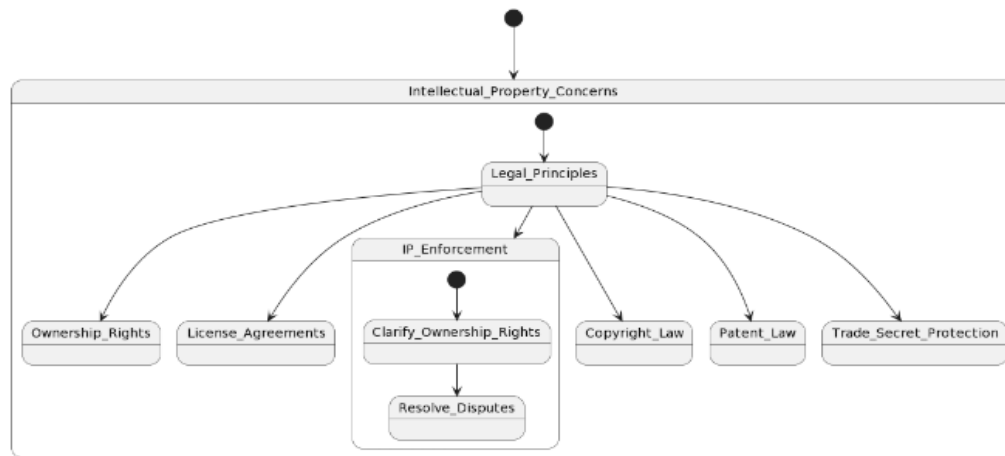 Intellectual_Property_Concerns
Legal_Principles
IP_Enforcement
Ownership_Rights
License_Agreements
Clarify_Ownership_Rights
Copyright_Law
Patent_Law
Trade_Secret_Protection
Resolve_Disputes